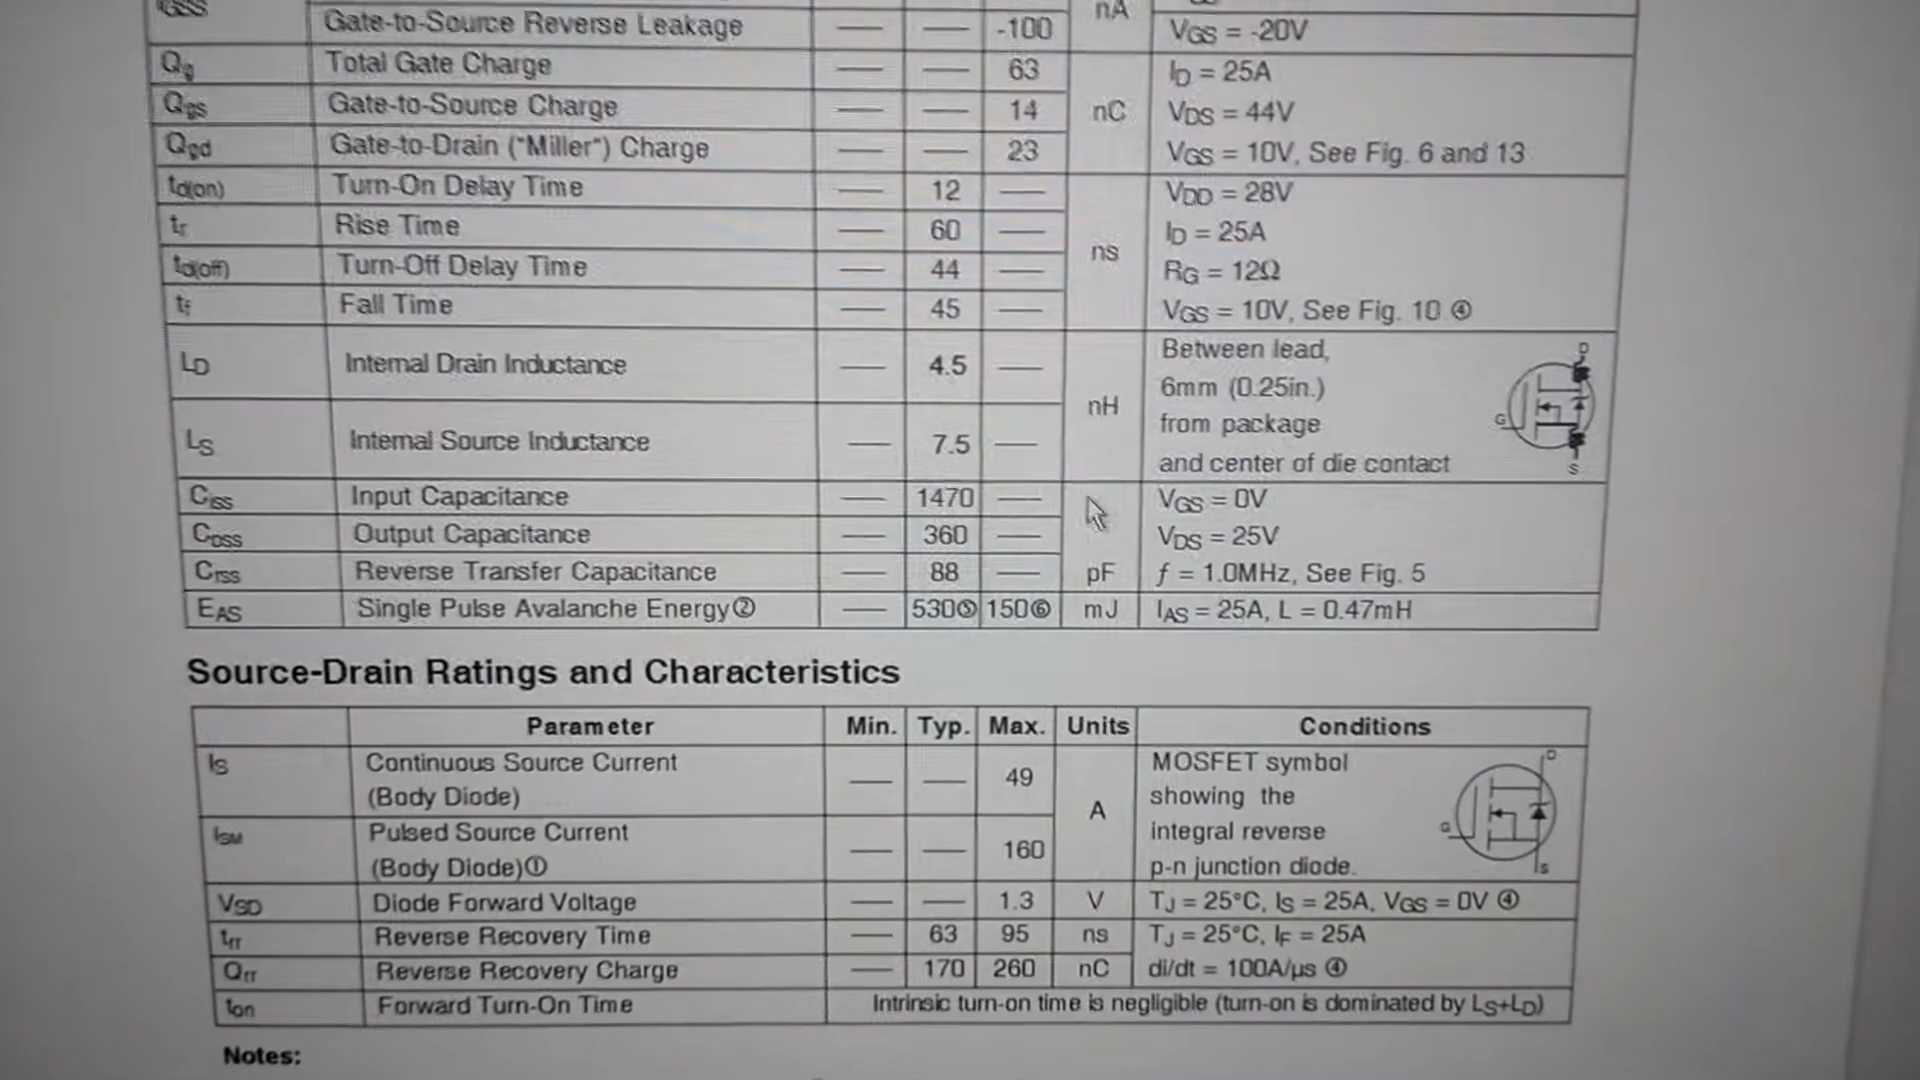 IGSS
Gate-to-Source Reverse Leakage — — -100 nA VGS = -20V
Qg Total Gate Charge — — 63 ID = 25A
Qgs Gate-to-Source Charge — — 14 nC VDS = 44V
Qgd Gate-to-Drain ("Miller") Charge — — 23 VGS = 10V, See Fig. 6 and 13
td(on) Turn-On Delay Time — 12 — VDD = 28V
tr Rise Time — 60 — ID = 25A
td(off) Turn-Off Delay Time — 44 — ns RG = 12Ω
tf Fall Time — 45 — VGS = 10V, See Fig. 10 ④
LD Internal Drain Inductance — 4.5 — Between lead,
6mm (0.25in.)
nH
from package
LS Internal Source Inductance — 7.5 — and center of die contact
D
G
S
Ciss Input Capacitance — 1470 — VGS = 0V
Coss Output Capacitance — 360 — VDS = 25V
Crss Reverse Transfer Capacitance — 88 — pF ƒ = 1.0MHz, See Fig. 5
EAS Single Pulse Avalanche Energy② — 530⑤ 150⑥ mJ IAS = 25A, L = 0.47mH
Source-Drain Ratings and Characteristics
Parameter Min. Typ. Max. Units Conditions
IS Continuous Source Current
(Body Diode) — — 49 A MOSFET symbol
showing the
ISM Pulsed Source Current
(Body Diode)① — — 160 integral reverse
p-n junction diode.
D
G
S
VSD Diode Forward Voltage — — 1.3 V TJ = 25°C, IS = 25A, VGS = 0V ④
trr Reverse Recovery Time — 63 95 ns TJ = 25°C, IF = 25A
Qrr Reverse Recovery Charge — 170 260 nC di/dt = 100A/µs ④
ton Forward Turn-On Time Intrinsic turn-on time is negligible (turn-on is dominated by LS+LD)
Notes: